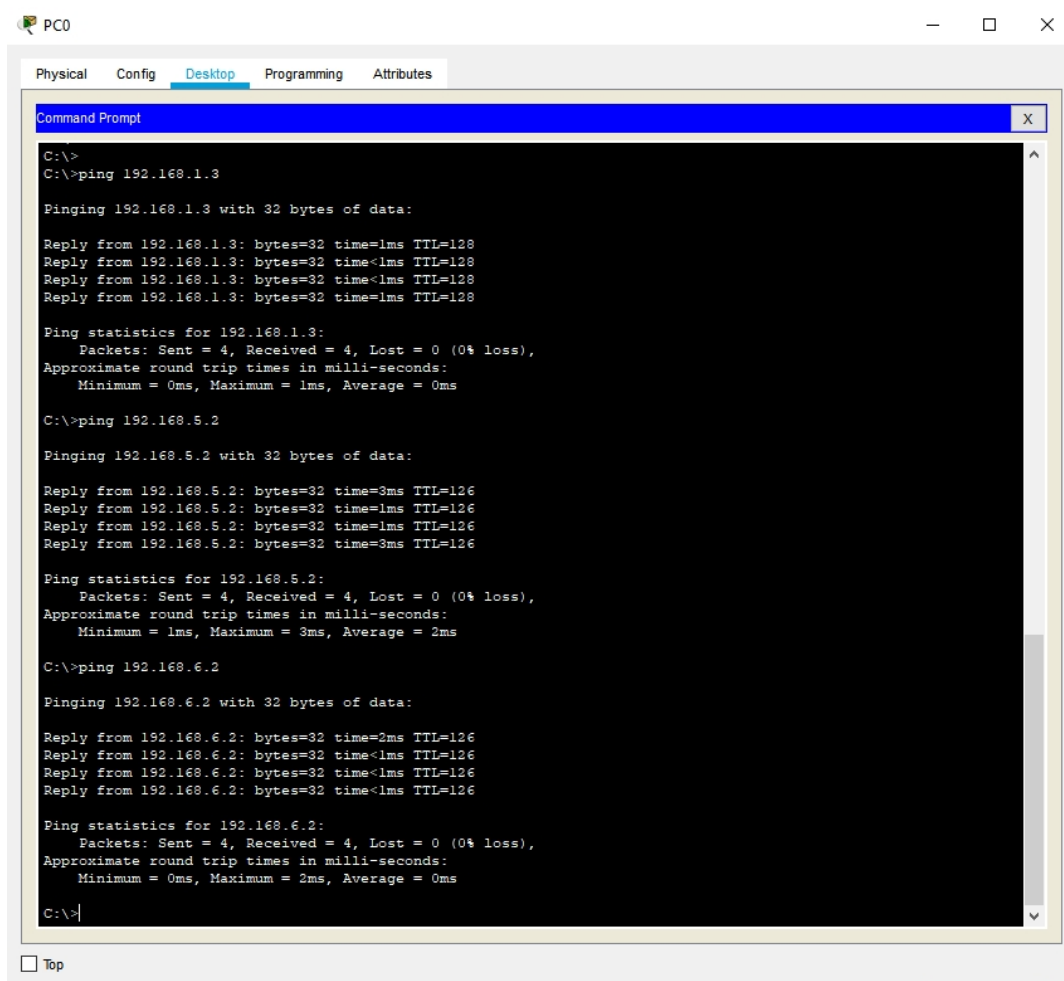 PC0
Physical Config Desktop Programming Attributes
Command Prompt
X
C:\>
C:\>ping 192.168.1.3
Pinging 192.168.1.3 with 32 bytes of data:
Reply from 192.168.1.3: bytes=32 time=1ms TTL=128
Reply from 192.168.1.3: bytes=32 time<1ms TTL=128
Reply from 192.168.1.3: bytes=32 time<1ms TTL=128
Reply from 192.168.1.3: bytes=32 time=1ms TTL=128
Ping statistics for 192.168.1.3:
    Packets: Sent = 4, Received = 4, Lost = 0 (0% loss),
Approximate round trip times in milli-seconds:
    Minimum = 0ms, Maximum = 1ms, Average = 0ms
C:\>ping 192.168.5.2
Pinging 192.168.5.2 with 32 bytes of data:
Reply from 192.168.5.2: bytes=32 time=3ms TTL=126
Reply from 192.168.5.2: bytes=32 time=1ms TTL=126
Reply from 192.168.5.2: bytes=32 time=1ms TTL=126
Reply from 192.168.5.2: bytes=32 time=3ms TTL=126
Ping statistics for 192.168.5.2:
    Packets: Sent = 4, Received = 4, Lost = 0 (0% loss),
Approximate round trip times in milli-seconds:
    Minimum = 1ms, Maximum = 3ms, Average = 2ms
C:\>ping 192.168.6.2
Pinging 192.168.6.2 with 32 bytes of data:
Reply from 192.168.6.2: bytes=32 time=2ms TTL=126
Reply from 192.168.6.2: bytes=32 time<1ms TTL=126
Reply from 192.168.6.2: bytes=32 time<1ms TTL=126
Reply from 192.168.6.2: bytes=32 time<1ms TTL=126
Ping statistics for 192.168.6.2:
    Packets: Sent = 4, Received = 4, Lost = 0 (0% loss),
Approximate round trip times in milli-seconds:
    Minimum = 0ms, Maximum = 2ms, Average = 0ms
C:\>
Top